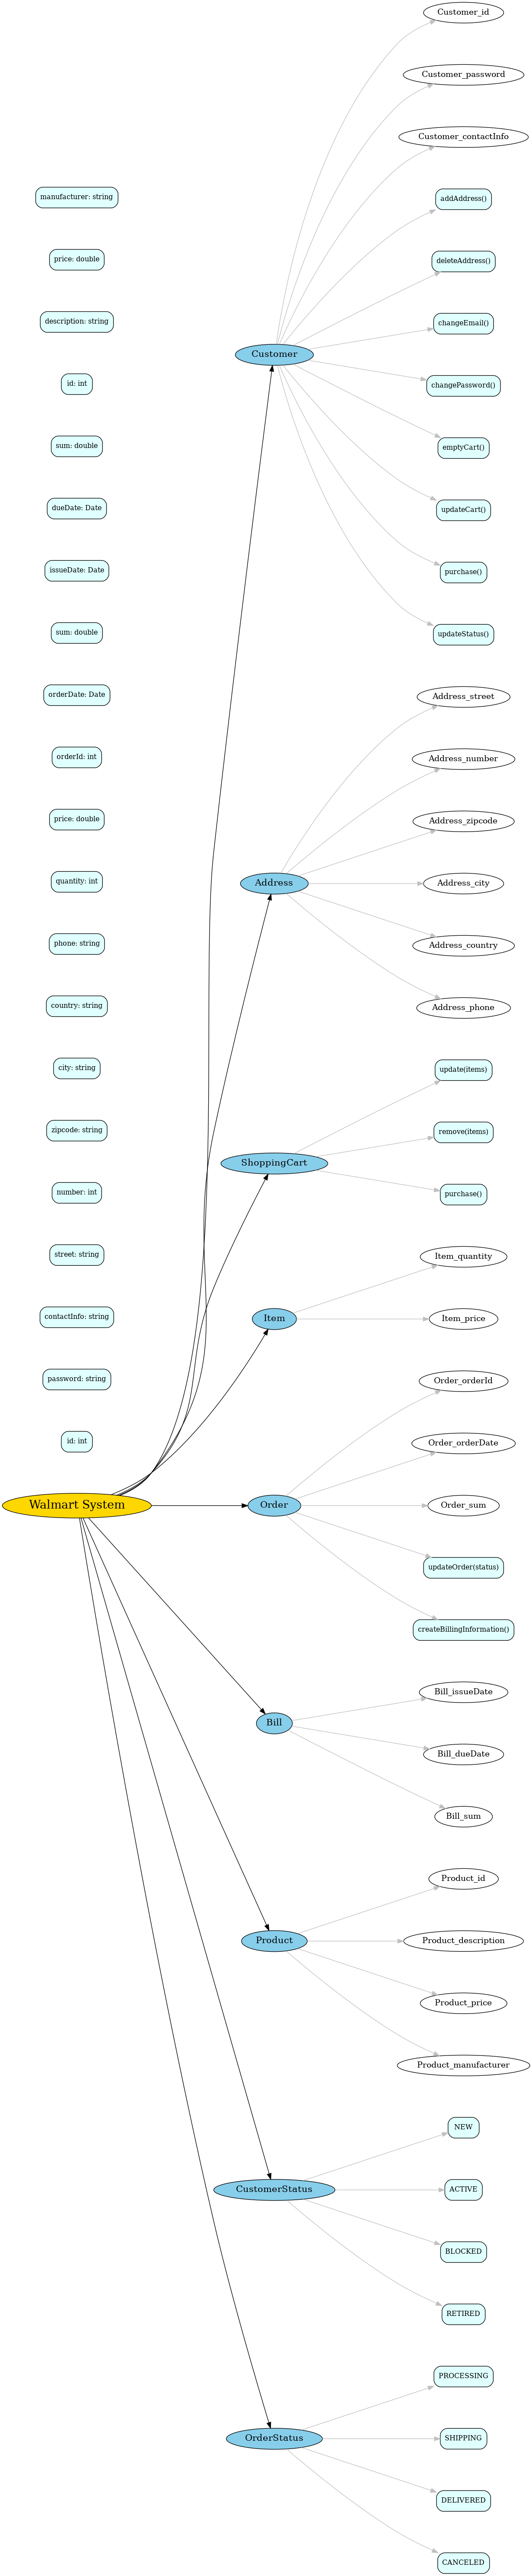 Customer_id
Customer_password
Customer_contactInfo
manufacturer: string
addAddress()
price: double
deleteAddress()
description: string
changeEmail()
Customer
id: int
changePassword()
sum: double
emptyCart()
dueDate: Date
updateCart()
issueDate: Date
purchase()
sum: double
updateStatus()
orderDate: Date
Address_street
orderId: int
Address_number
price: double
Address_zipcode
quantity: int
Address
Address_city
phone: string
Address_country
country: string
Address_phone
city: string
update(items)
zipcode: string
remove(items)
ShoppingCart
number: int
purchase()
street: string
Item_quantity
contactInfo: string
Item
Item_price
password: string
Order_orderId
id: int
Order_orderDate
Walmart System
Order
Order_sum
updateOrder(status)
createBillingInformation()
Bill_issueDate
Bill
Bill_dueDate
Bill_sum
Product_id
Product
Product_description
Product_price
Product_manufacturer
NEW
CustomerStatus
ACTIVE
BLOCKED
RETIRED
PROCESSING
OrderStatus
SHIPPING
DELIVERED
CANCELED